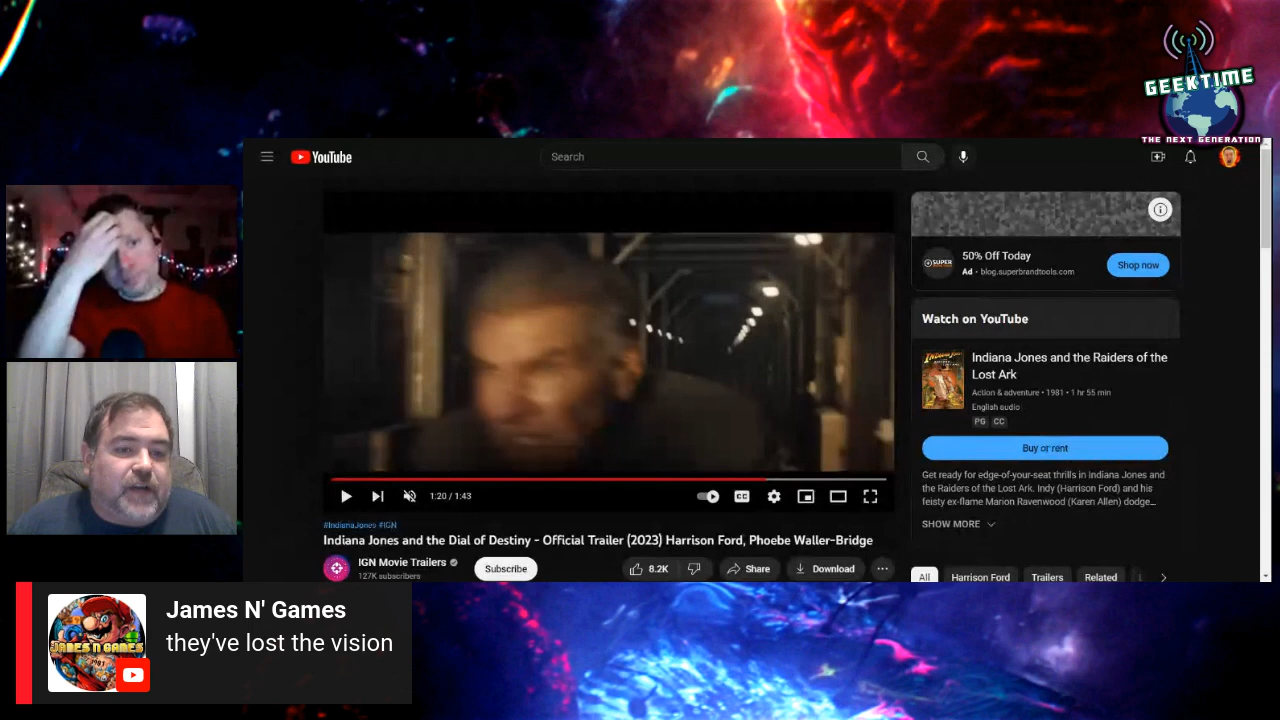 GEEKTIME
THE NEXT GENERATION
YouTube
Search
50% Off Today
SUPER
Ad • blog.superbrandtools.com
Shop now
Watch on YouTube
Indiana Jones and the Raiders of the
Lost Ark
Action & adventure • 1981 • 1 hr 55 min
English audio
PG CC
Buy or rent
Get ready for edge-of-your-seat thrills in Indiana Jones and
the Raiders of the Lost Ark. Indy (Harrison Ford) and his
feisty ex-flame Marion Ravenwood (Karen Allen) dodge...
SHOW MORE
1:20 / 1:43
CC
#IndianaJones #IGN
Indiana Jones and the Dial of Destiny - Official Trailer (2023) Harrison Ford, Phoebe Waller-Bridge
IGN Movie Trailers
127K subscribers
Subscribe
8.2K
Share
Download
All
Harrison Ford
Trailers
Related
James N' Games
they've lost the vision
JAMES N GAMES
1981